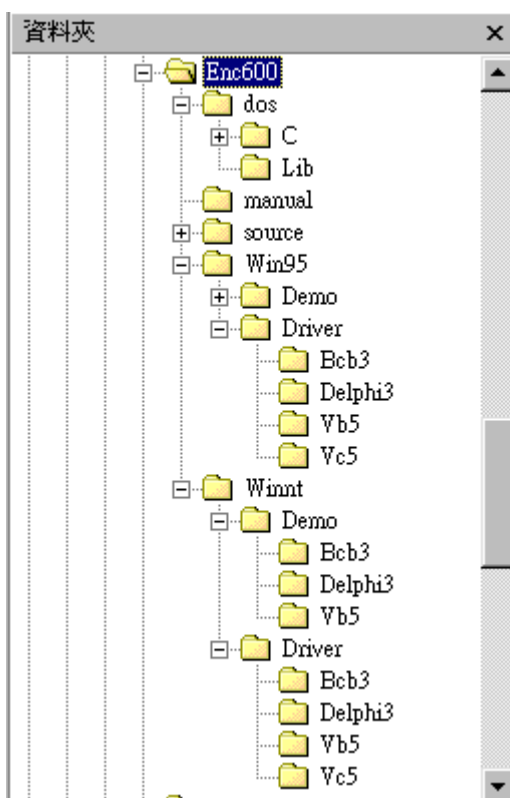 資料夾
Enc600
dos
C
Lib
manual
source
Win95
Demo
Driver
Bcb3
Delphi3
Vb5
Vc5
Winnt
Demo
Bcb3
Delphi3
Vb5
Driver
Bcb3
Delphi3
Vb5
Vc5